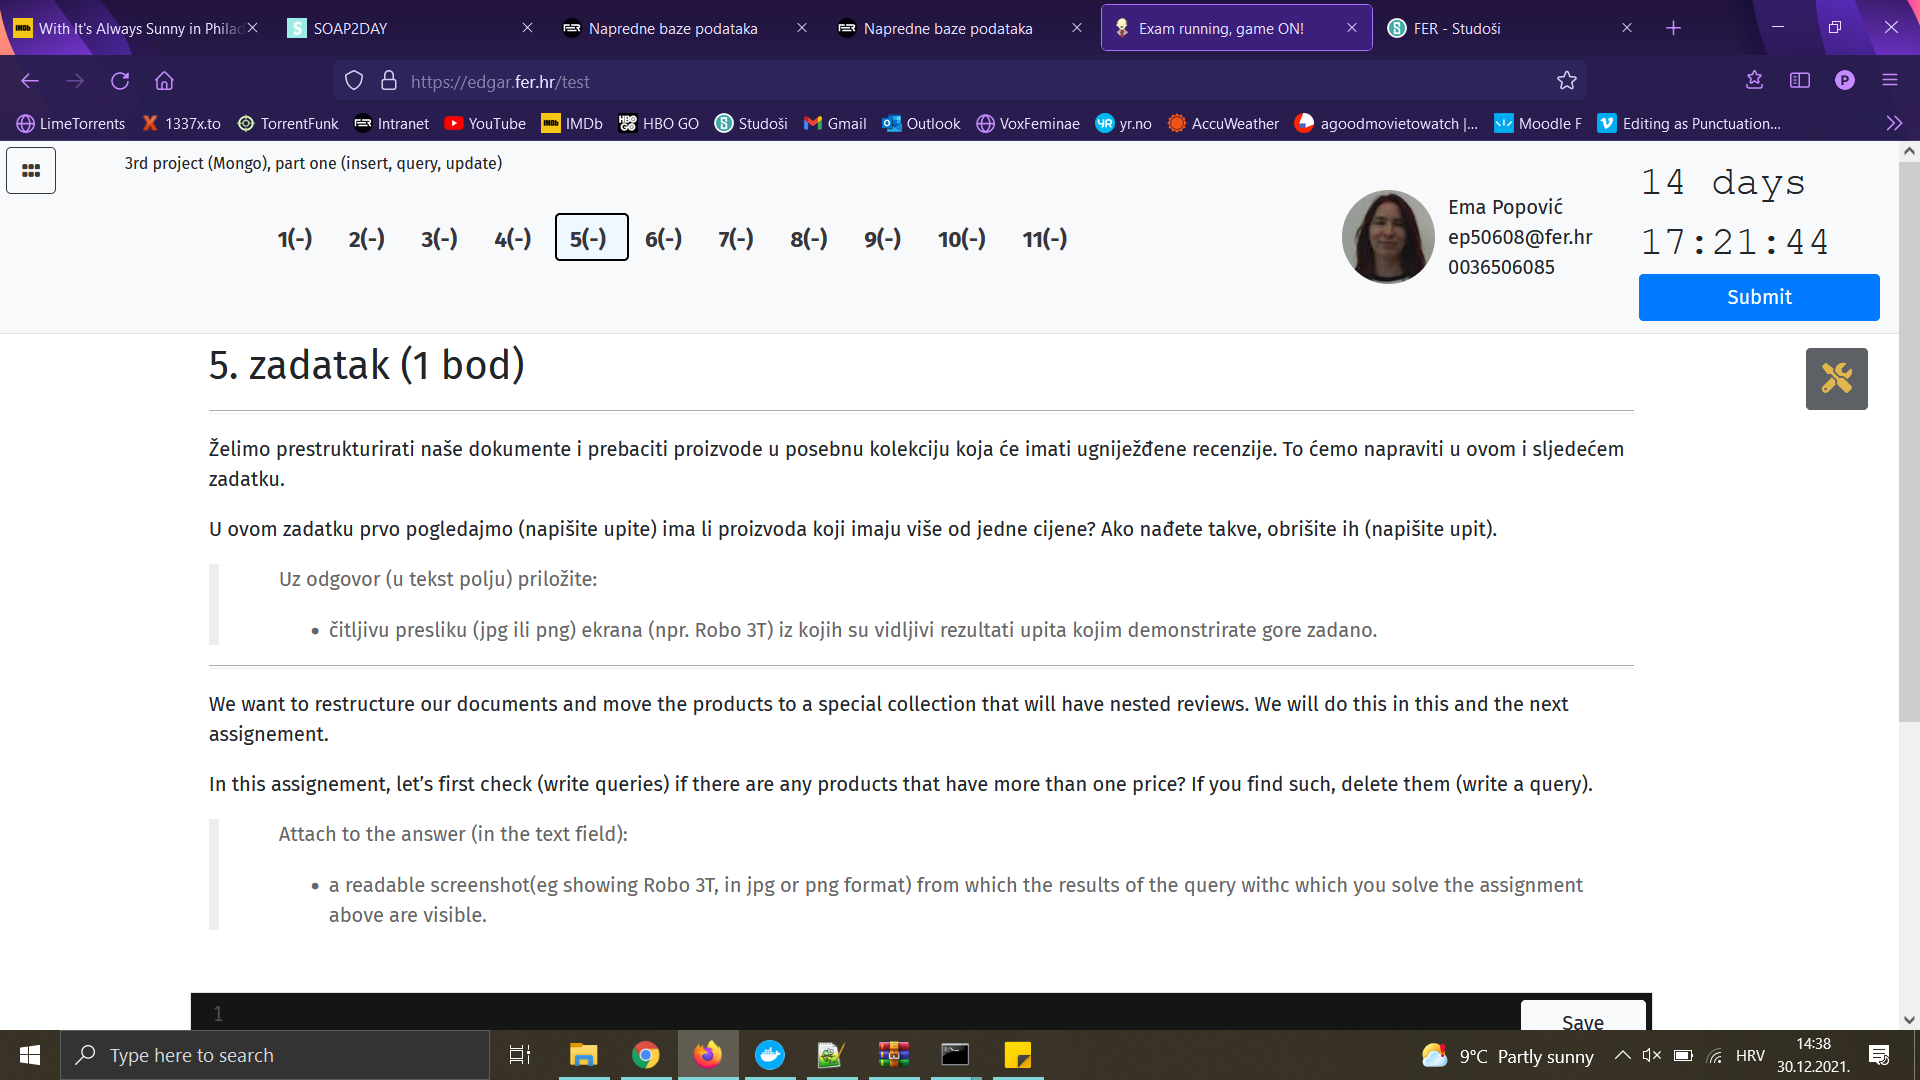 With It's Always Sunny in Philad
SOAP2DAY
Napredne baze podataka
Napredne baze podataka
Exam running, game ON!
FER - Studoši
https://edgar.fer.hr/test
P
LimeTorrents
1337x.to
TorrentFunk
Intranet
YouTube
IMDb
HBO GO
Studoši
Gmail
Outlook
VoxFeminae
yr.no
AccuWeather
agoodmovietowatch |...
Moodle F
Editing as Punctuation...
3rd project (Mongo), part one (insert, query, update)
14 days
17:21:44
Ema Popović
ep50608@fer.hr
0036506085
1(-) 2(-) 3(-) 4(-) 5(-) 6(-) 7(-) 8(-) 9(-) 10(-) 11(-)
Submit
5. zadatak (1 bod)
Želimo prestrukturirati naše dokumente i prebaciti proizvode u posebnu kolekciju koja će imati ugniježđene recenzije. To ćemo napraviti u ovom i sljedećem
zadatku.
U ovom zadatku prvo pogledajmo (napišite upite) ima li proizvoda koji imaju više od jedne cijene? Ako nađete takve, obrišite ih (napišite upit).
Uz odgovor (u tekst polju) priložite:
• čitljivu presliku (jpg ili png) ekrana (npr. Robo 3T) iz kojih su vidljivi rezultati upita kojim demonstrirate gore zadano.
We want to restructure our documents and move the products to a special collection that will have nested reviews. We will do this in this and the next
assignement.
In this assignement, let's first check (write queries) if there are any products that have more than one price? If you find such, delete them (write a query).
Attach to the answer (in the text field):
• a readable screenshot(eg showing Robo 3T, in jpg or png format) from which the results of the query withc which you solve the assignment
above are visible.
1
Save
Type here to search
9°C Partly sunny
HRV
14:38
30.12.2021.